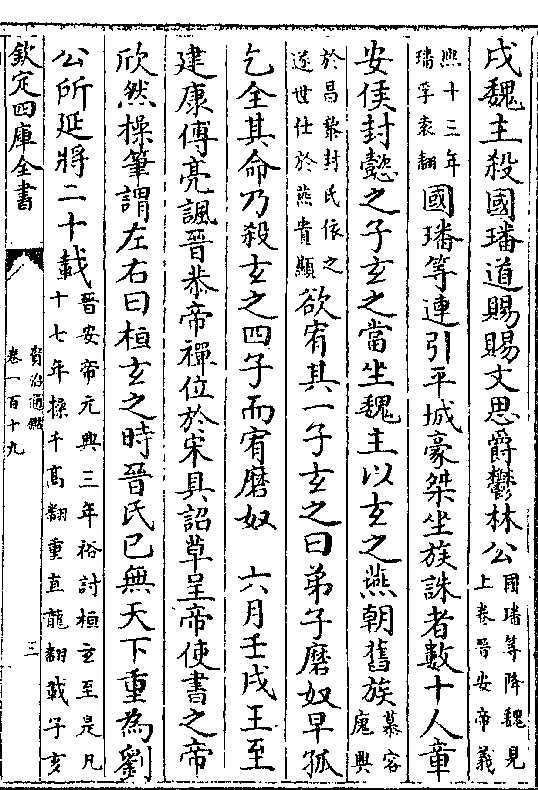 戌魏主殺國璠道賜賜文思爵鬱林公國璠等降魏見上卷晉安帝義
熙十三年璠孚袁翻國璠等連引平城豪桀坐族誅者數十人章
安侯封懿之子玄之當坐魏主以玄之燕朝舊族慕容廆興
於昌黎封氏依之遂世仕於燕貴顯欲宥其一子玄之曰弟子磨奴早孤
乞全其命乃殺玄之四子而宥磨奴 六月壬戌王至
建康傅亮諷晉恭帝禪位於宋具詔草呈帝使書之帝
欣然操筆謂左右曰桓玄之時晉氏已無天下重為劉
公所延將二十載晉安帝元興三年裕討桓玄至是凡十七年操千高翻重直龍翻載子亥
欽定四庫全書
資治通鑑
卷一百十九
三